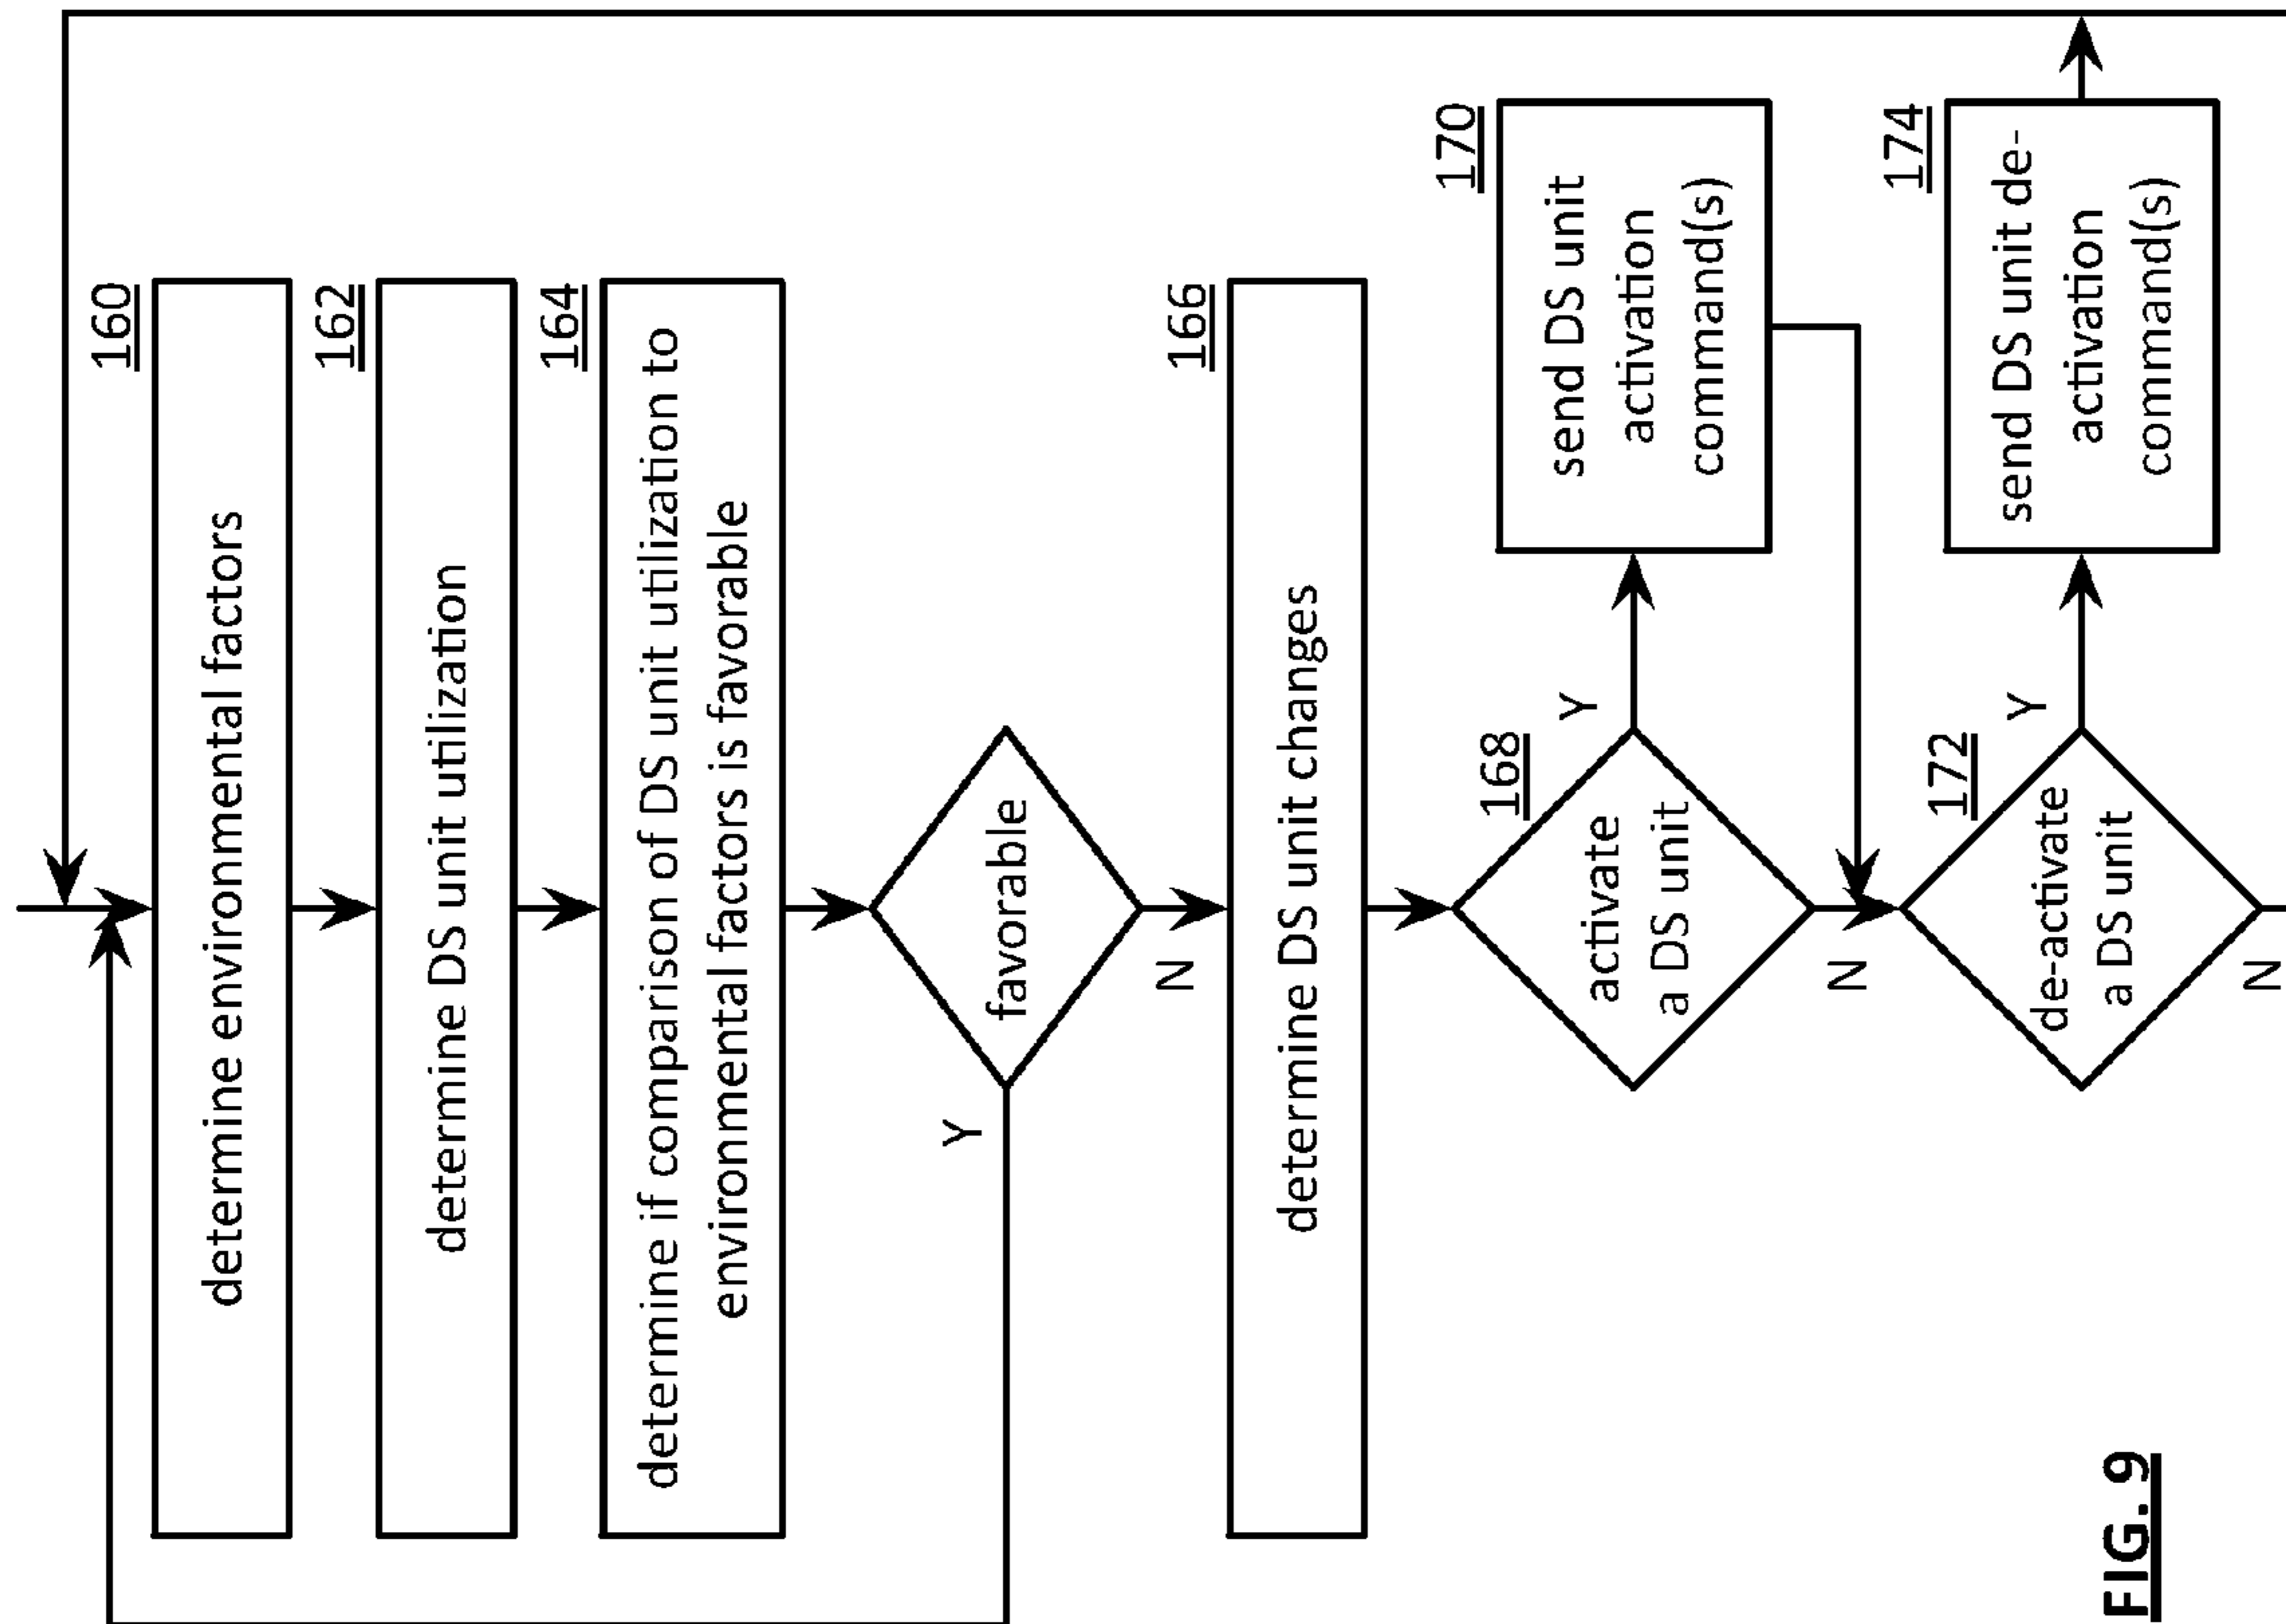 160
determine environmental factors
162
determine DS unit utilization
164
determine if comparison of DS unit utilization to
environmental factors is favorable
favorable
Y
N
166
determine DS unit changes
168
activate
a DS unit
Y
N
170
send DS unit
activation
command(s)
172
de-activate
a DS unit
Y
N
174
send DS unit de-
activation
command(s)
FIG. 9